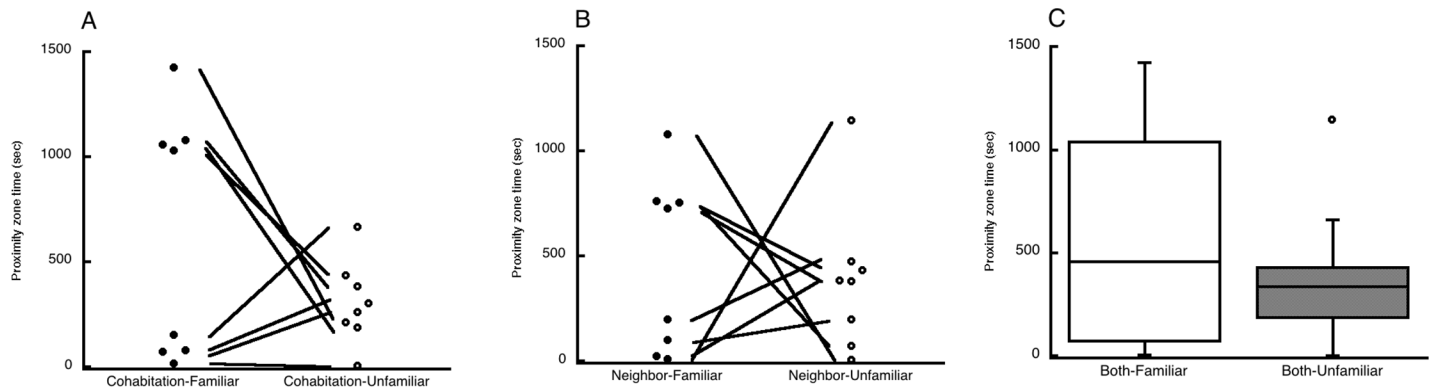 A
Proximity zone time (sec)
1500
1000
500
0
Cohabitation-Familiar
Cohabitation-Unfamiliar
B
Proximity zone time (sec)
1500
1000
500
0
Neighbor-Familiar
Neighbor-Unfamiliar
C
Proximity zone time (sec)
1500
1000
500
0
Both-Familiar
Both-Unfamiliar